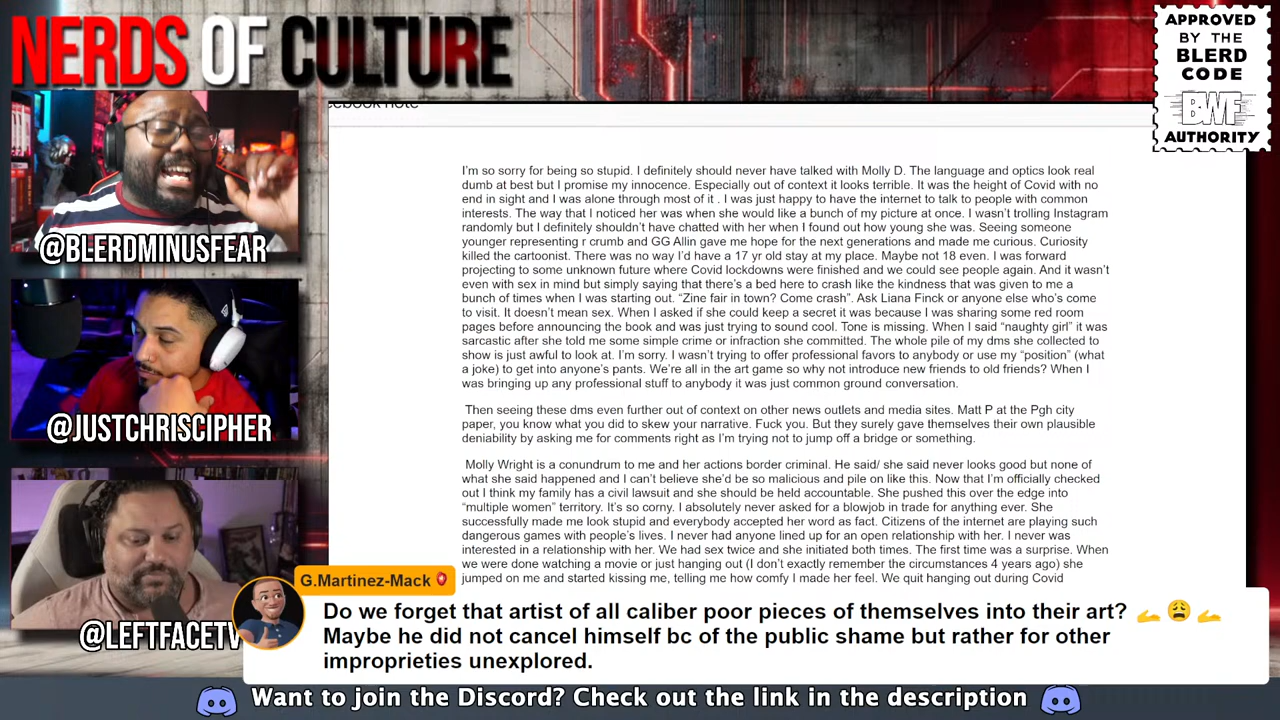 NERDS OF CULTURE
APPROVED
BY THE
BLERD
CODE
BWF
AUTHORITY
@BLERDMINUSFEAR
@JUSTCHRISCIPHER
@LEFTFACETV
I'm so sorry for being so stupid. I definitely should never have talked with Molly D. The language and optics look real
dumb at best but I promise my innocence. Especially out of context it looks terrible. It was the height of Covid with no
end in sight and I was alone through most of it . I was just happy to have the internet to talk to people with common
interests. The way that I noticed her was when she would like a bunch of my picture at once. I wasn't trolling Instagram
randomly but I definitely shouldn't have chatted with her when I found out how young she was. Seeing someone
younger representing r crumb and GG Allin gave me hope for the next generations and made me curious. Curiosity
killed the cartoonist. There was no way I'd have a 17 yr old stay at my place. Maybe not 18 even. I was forward
projecting to some unknown future where Covid lockdowns were finished and we could see people again. And it wasn't
even with sex in mind but simply saying that there's a bed here to crash like the kindness that was given to me a
bunch of times when I was starting out. “Zine fair in town? Come crash”. Ask Liana Finck or anyone else who's come
to visit. It doesn't mean sex. When I asked if she could keep a secret it was because I was sharing some red room
pages before announcing the book and was just trying to sound cool. Tone is missing. When I said “naughty girl” it was
sarcastic after she told me some simple crime or infraction she committed. The whole pile of my dms she collected to
show is just awful to look at. I'm sorry. I wasn't trying to offer professional favors to anybody or use my “position” (what
a joke) to get into anyone's pants. We're all in the art game so why not introduce new friends to old friends? When I
was bringing up any professional stuff to anybody it was just common ground conversation.
Then seeing these dms even further out of context on other news outlets and media sites. Matt P at the Pgh city
paper, you know what you did to skew your narrative. Fuck you. But they surely gave themselves their own plausible
deniability by asking me for comments right as I'm trying not to jump off a bridge or something.
Molly Wright is a conundrum to me and her actions border criminal. He said/ she said never looks good but none of
what she said happened and I can't believe she'd be so malicious and pile on like this. Now that I'm officially checked
out I think my family has a civil lawsuit and she should be held accountable. She pushed this over the edge into
“multiple women” territory. It's so corny. I absolutely never asked for a blowjob in trade for anything ever. She
successfully made me look stupid and everybody accepted her word as fact. Citizens of the internet are playing such
dangerous games with people's lives. I never had anyone lined up for an open relationship with her. I never was
interested in a relationship with her. We had sex twice and she initiated both times. The first time was a surprise. When
we were done watching a movie or just hanging out (I don't exactly remember the circumstances 4 years ago) she
jumped on me and started kissing me, telling me how comfy I made her feel. We quit hanging out during Covid
G.Martinez-Mack
Do we forget that artist of all caliber poor pieces of themselves into their art? 🫴😩🫴
Maybe he did not cancel himself bc of the public shame but rather for other
improprieties unexplored.
Want to join the Discord? Check out the link in the description